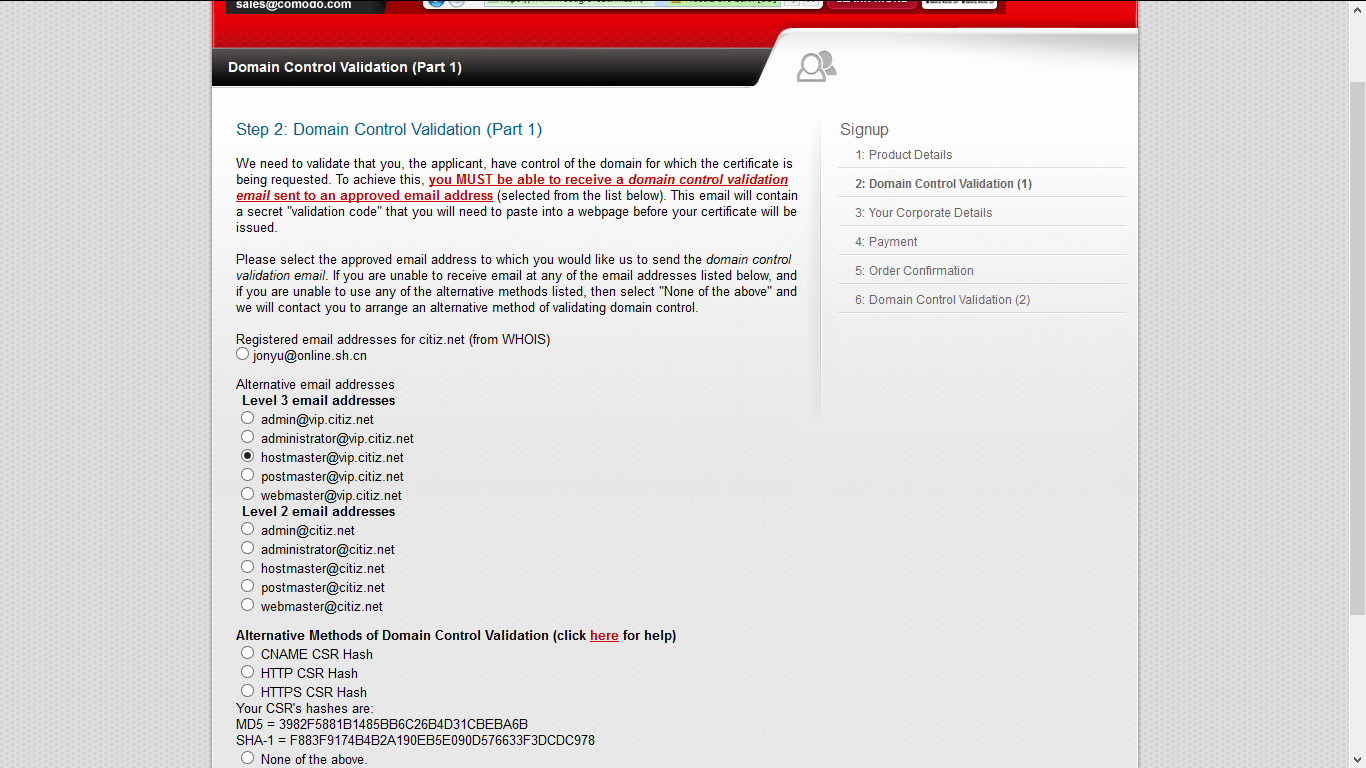 sales@comodo.com
Domain Control Validation (Part 1)
Step 2: Domain Control Validation (Part 1)
We need to validate that you, the applicant, have control of the domain for which the certificate is
being requested. To achieve this, you MUST be able to receive a domain control validation
email sent to an approved email address (selected from the list below). This email will contain
a secret "validation code" that you will need to paste into a webpage before your certificate will be
issued.
Please select the approved email address to which you would like us to send the domain control
validation email. If you are unable to receive email at any of the email addresses listed below, and
if you are unable to use any of the alternative methods listed, then select "None of the above" and
we will contact you to arrange an alternative method of validating domain control.
Registered email addresses for citiz.net (from WHOIS)
jonyu@online.sh.cn
Alternative email addresses
Level 3 email addresses
admin@vip.citiz.net
administrator@vip.citiz.net
hostmaster@vip.citiz.net
postmaster@vip.citiz.net
webmaster@vip.citiz.net
Level 2 email addresses
admin@citiz.net
administrator@citiz.net
hostmaster@citiz.net
postmaster@citiz.net
webmaster@citiz.net
Alternative Methods of Domain Control Validation (click here for help)
CNAME CSR Hash
HTTP CSR Hash
HTTPS CSR Hash
Your CSR's hashes are:
MD5 = 3982F5881B1485BB6C26B4D31CBEBA6B
SHA-1 = F883F9174B4B2A190EB5E090D576633F3DCDC978
None of the above.
Signup
1: Product Details
2: Domain Control Validation (1)
3: Your Corporate Details
4: Payment
5: Order Confirmation
6: Domain Control Validation (2)